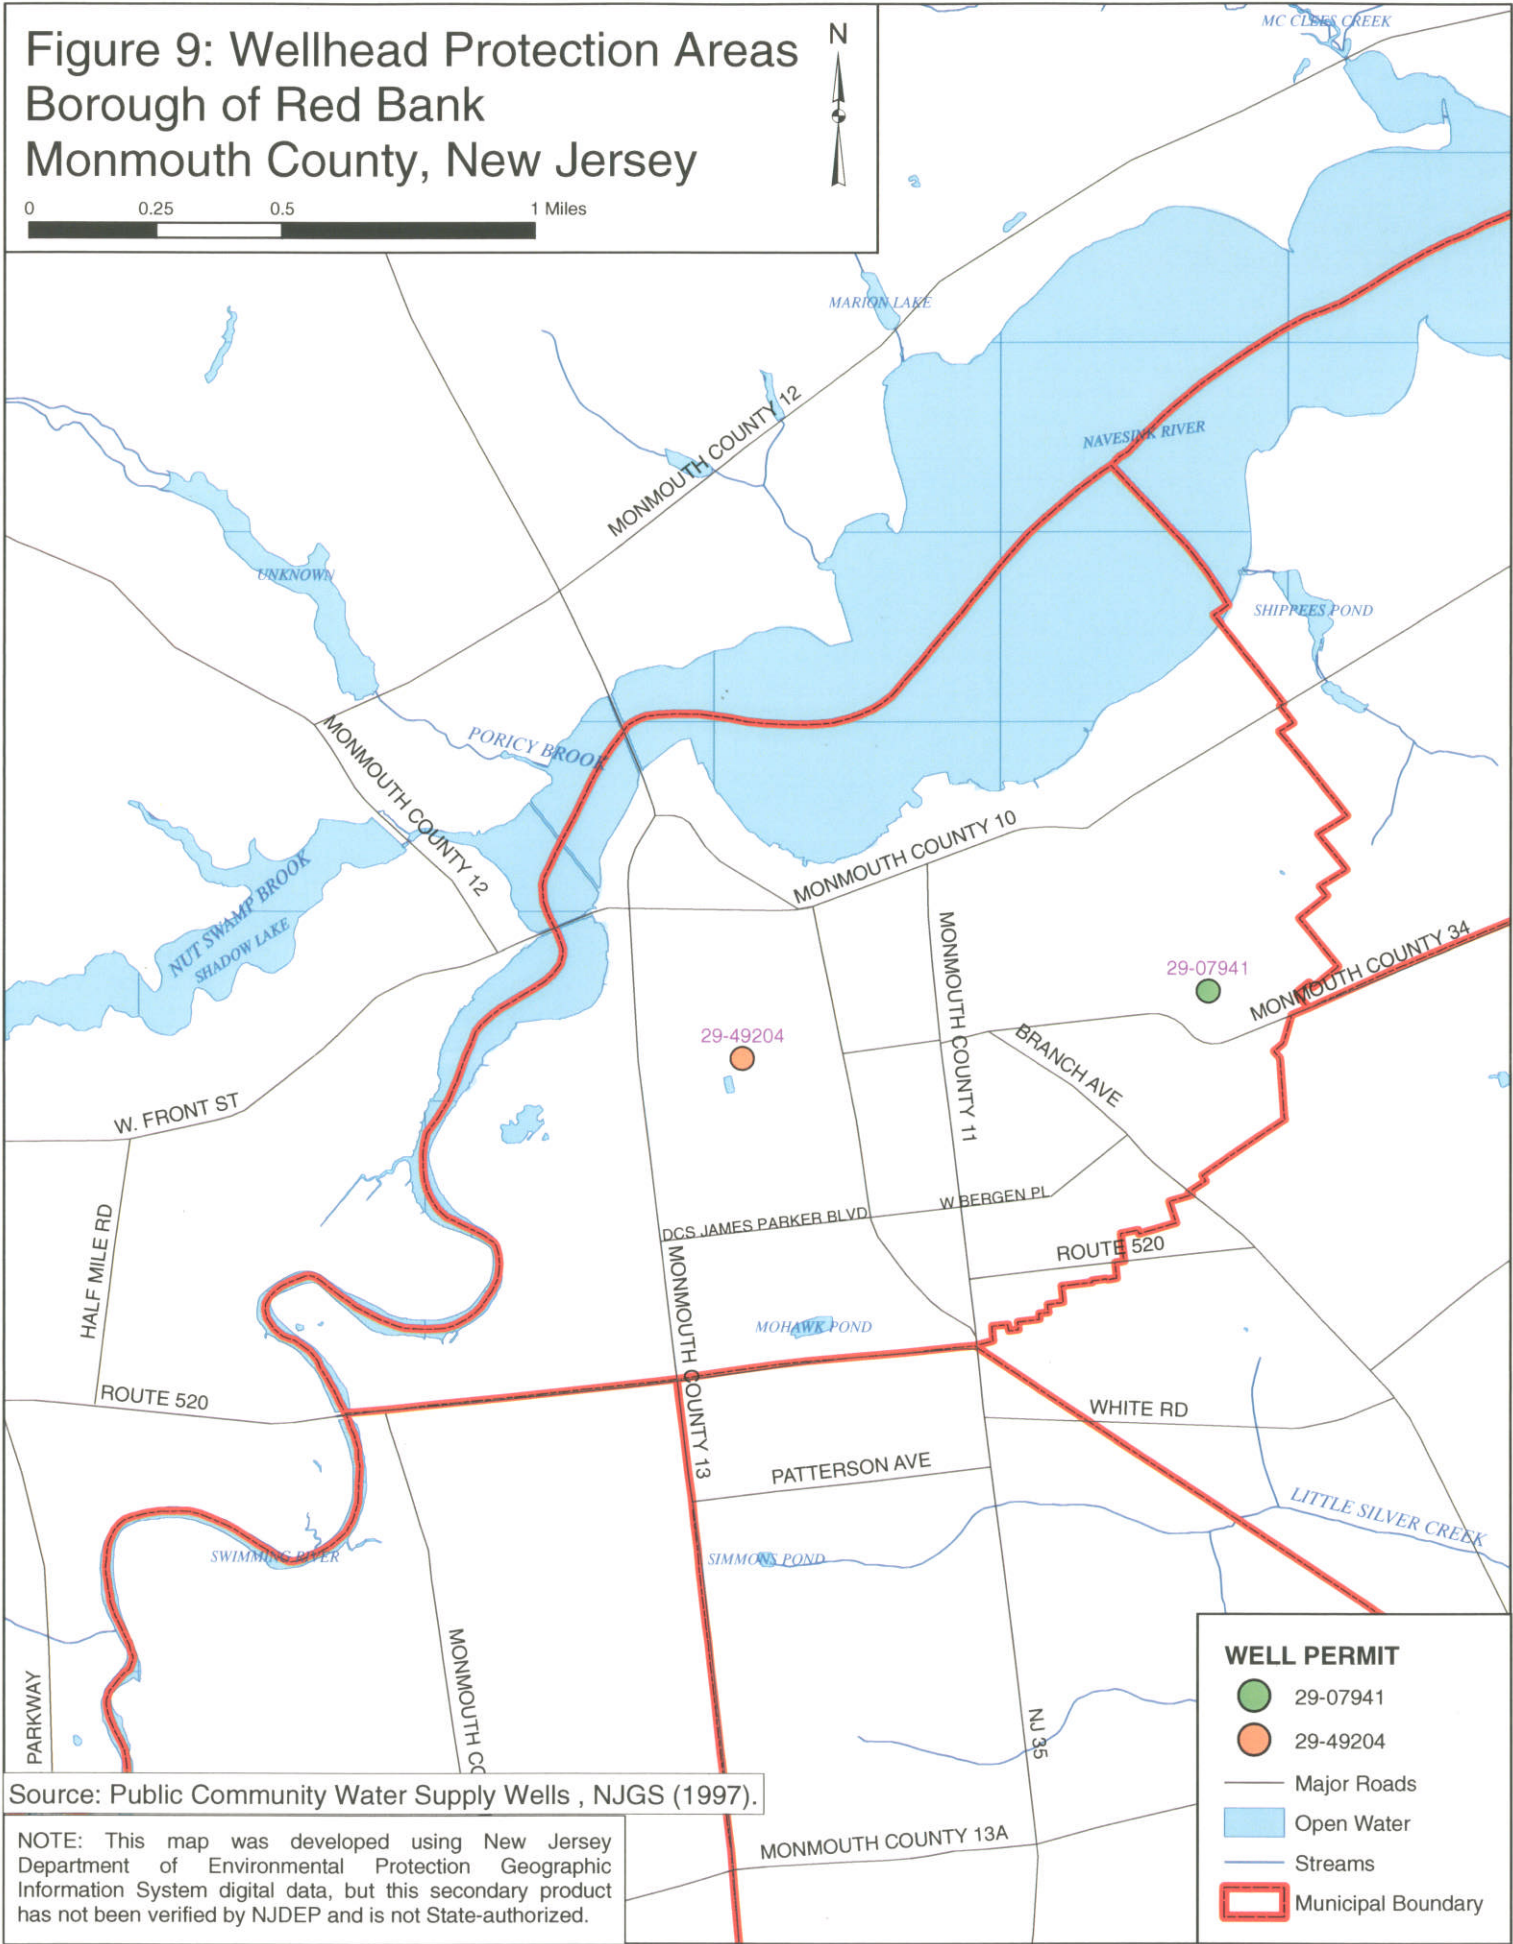 Figure 9: Wellhead Protection Areas
Borough of Red Bank
Monmouth County, New Jersey
N
0 0.25 0.5 1 Miles
MC CLEES CREEK
MARION LAKE
MONMOUTH COUNTY 12
NAVESINK RIVER
UNKNOWN
SHIPPEES POND
PORICY BROOK
MONMOUTH COUNTY 12
MONMOUTH COUNTY 10
NUT SWAMP BROOK
SHADOW LAKE
MONMOUTH COUNTY 34
29-07941
29-49204
MONMOUTH COUNTY 11
BRANCH AVE
W. FRONT ST
HALF MILE RD
DCS JAMES PARKER BLVD
W BERGEN PL
ROUTE 520
MONMOUTH COUNTY 13
MOHAWK POND
ROUTE 520
WHITE RD
PATTERSON AVE
LITTLE SILVER CREEK
SWIMMING RIVER
SIMMONS POND
PARKWAY
MONMOUTH CO
NJ 35
MONMOUTH COUNTY 13A
WELL PERMIT
29-07941
29-49204
Major Roads
Open Water
Streams
Municipal Boundary
Source: Public Community Water Supply Wells , NJGS (1997).
NOTE: This map was developed using New Jersey
Department of Environmental Protection Geographic
Information System digital data, but this secondary product
has not been verified by NJDEP and is not State-authorized.